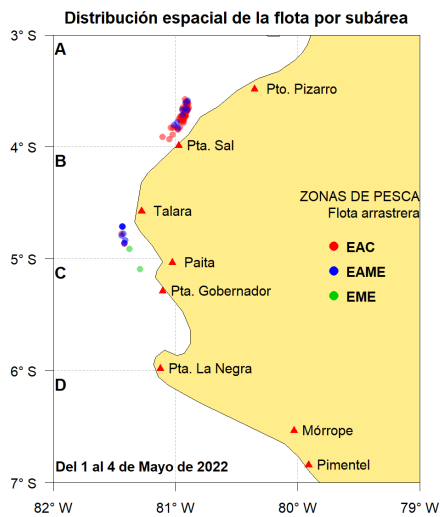 Distribución espacial de la flota por subárea
3° S
A
Pto. Pizarro
4° S
Pta. Sal
B
ZONAS DE PESCA
Flota arrastrera
Talara
EAC
5° S
Paita
C
EAME
Pta. Gobernador
EME
6° S
Pta. La Negra
D
Mórrope
Del 1 al 4 de Mayo de 2022
Pimentel
7° S
82° W
81° W
80° W
79° W